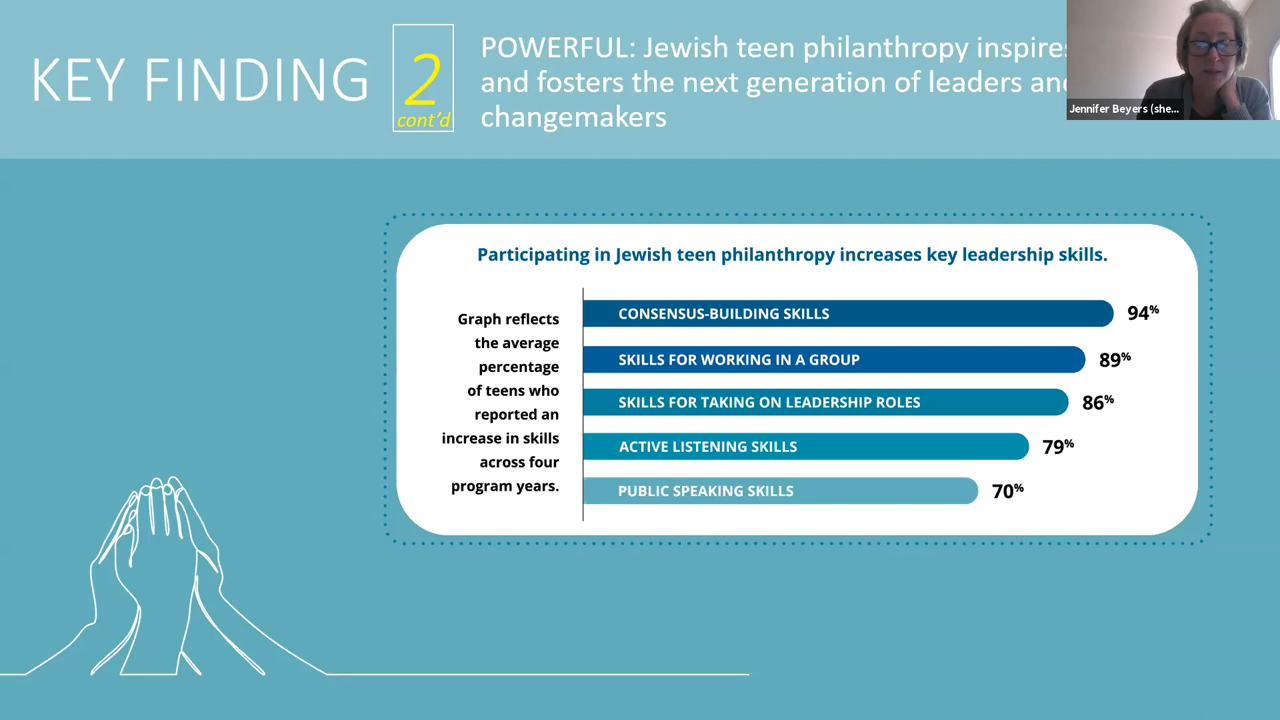 KEY FINDING
2
cont'd
POWERFUL: Jewish teen philanthropy inspires
and fosters the next generation of leaders and
changemakers
Jennifer Beyers (she...
Participating in Jewish teen philanthropy increases key leadership skills.
Graph reflects
the average
percentage
of teens who
reported an
increase in skills
across four
program years.
CONSENSUS-BUILDING SKILLS 94%
SKILLS FOR WORKING IN A GROUP 89%
SKILLS FOR TAKING ON LEADERSHIP ROLES 86%
ACTIVE LISTENING SKILLS 79%
PUBLIC SPEAKING SKILLS 70%